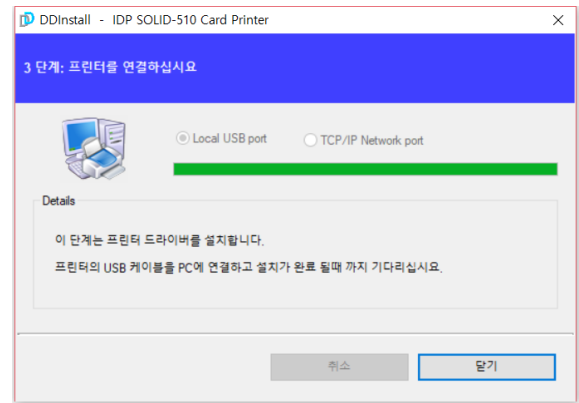 DDInstall - IDP SOLID-510 Card Printer
3 단계: 프린터를 연결하십시요
Local USB port
TCP/IP Network port
Details
이 단계는 프린터 드라이버를 설치합니다.
프린터의 USB 케이블을 PC에 연결하고 설치가 완료 될때 까지 기다리십시요.
취소
닫기